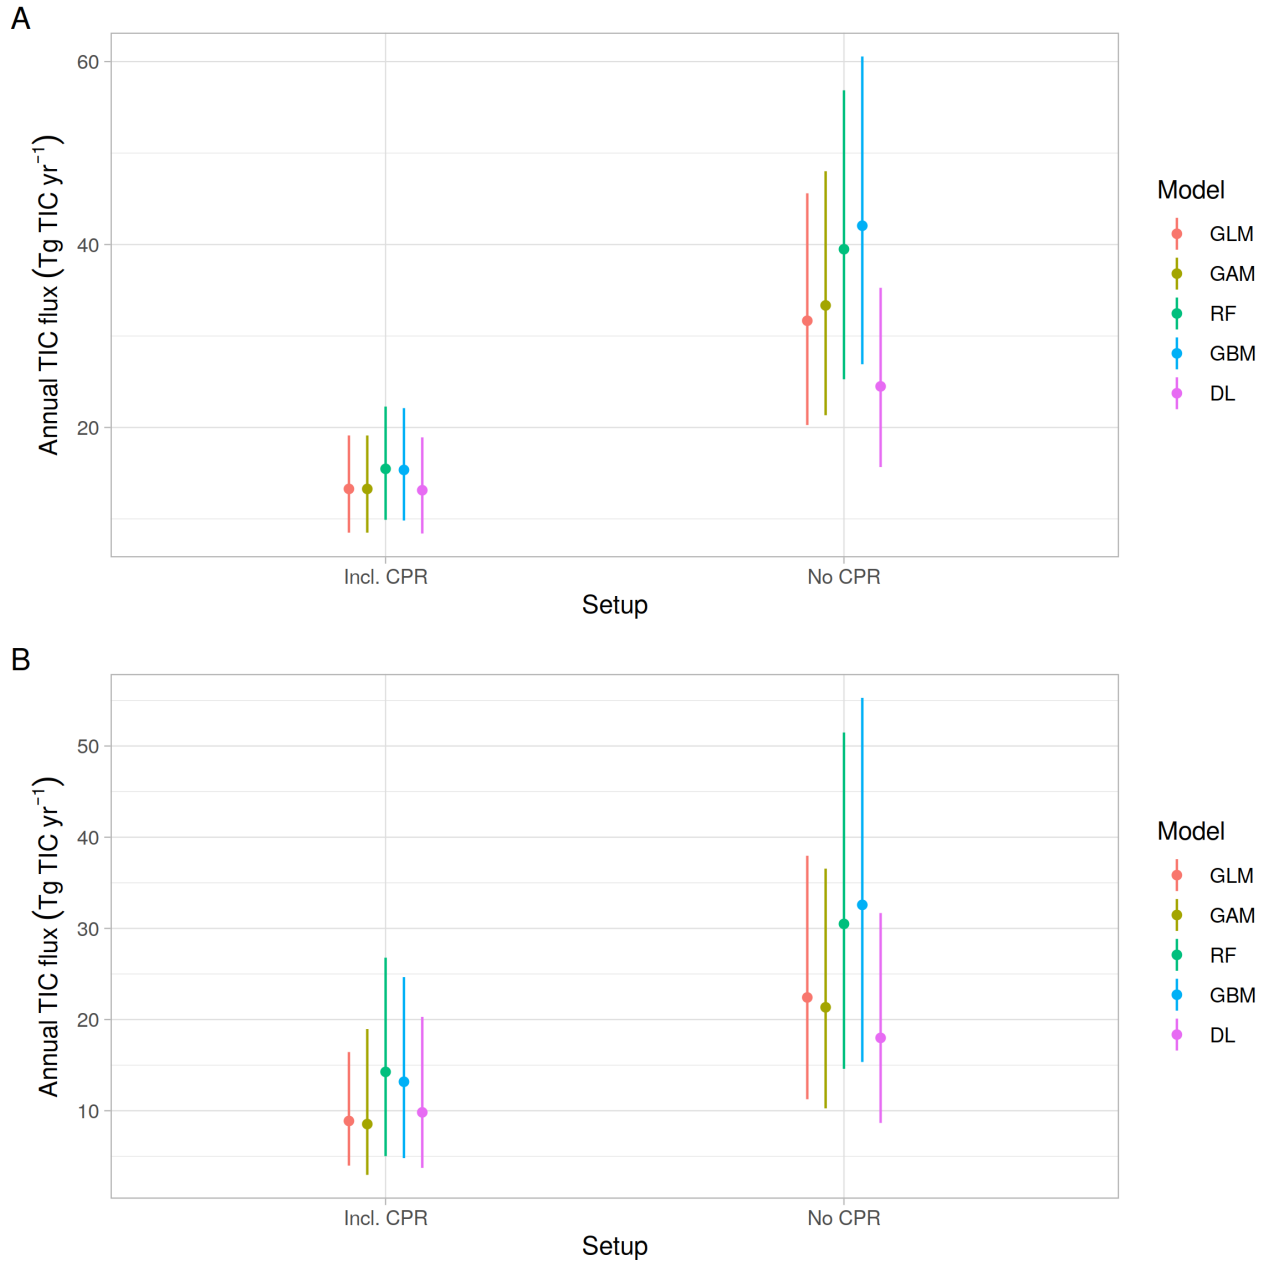 A
60
40
20
Annual TIC flux (Tg TIC yr⁻¹)
Incl. CPR
No CPR
Setup
Model
GLM
GAM
RF
GBM
DL
B
50
40
30
20
10
Annual TIC flux (Tg TIC yr⁻¹)
Incl. CPR
No CPR
Setup
Model
GLM
GAM
RF
GBM
DL